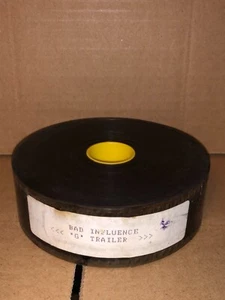 BAD INFLUENCE
<<< "G" TRAILER >>>